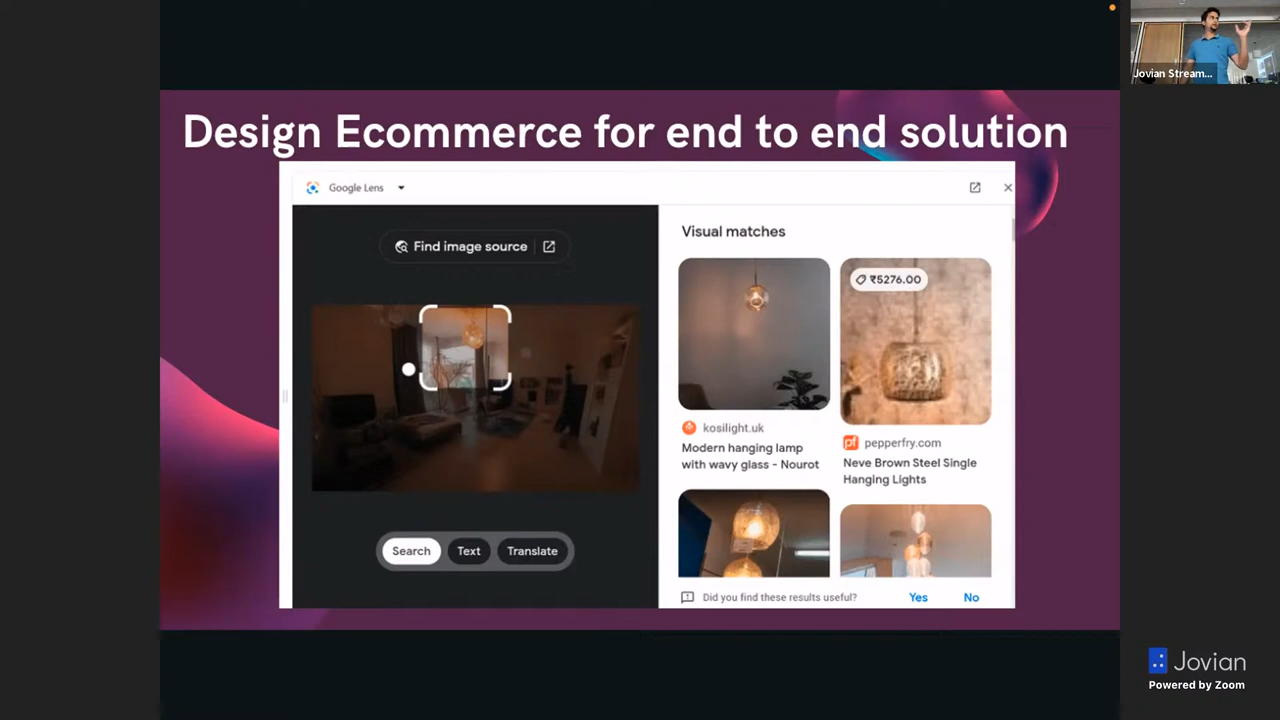 Jovian Stream...
Design Ecommerce for end to end solution
Google Lens
Find image source
Search
Text
Translate
Visual matches
kosilight.uk
Modern hanging lamp
with wavy glass - Nourot
₹5276.00
pepperfry.com
Neve Brown Steel Single
Hanging Lights
Did you find these results useful?
Yes
No
Jovian
Powered by Zoom